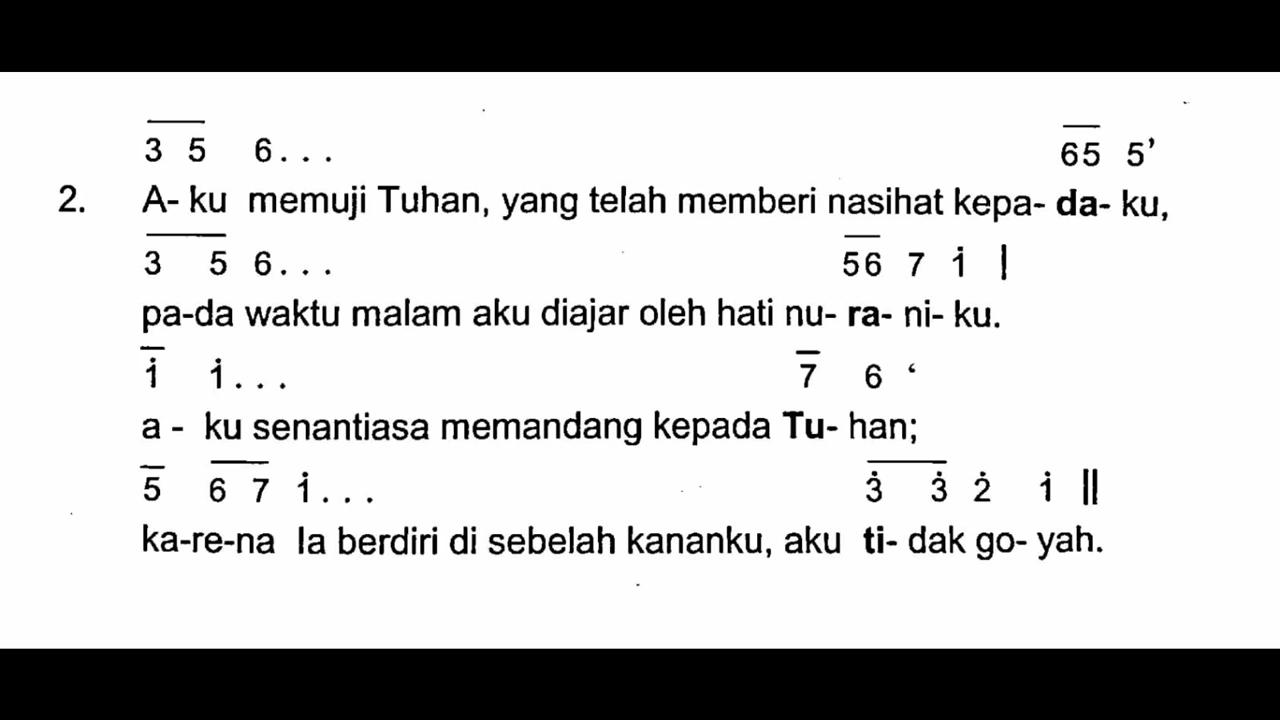 3 5 6... 65 5’
2. A- ku memuji Tuhan, yang telah memberi nasihat kepa- da- ku,
3 5 6... 56 7 i |
pa-da waktu malam aku diajar oleh hati nu- ra- ni- ku.
i i... 7 6 ‘
a - ku senantiasa memandang kepada Tu- han;
5 6 7 i... 3̇ 3̇ 2̇ i ||
ka-re-na Ia berdiri di sebelah kananku, aku ti- dak go- yah.